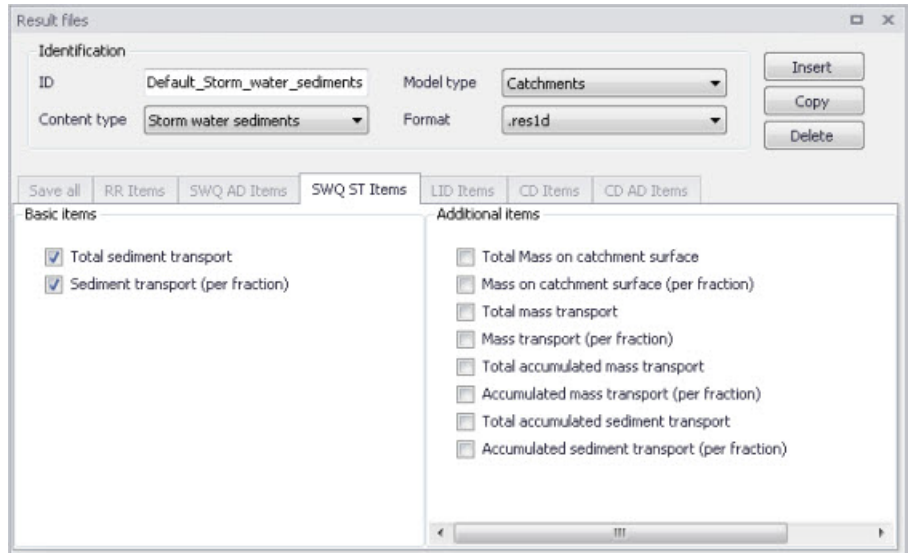 Result files
Identification
ID Default_Storm_water_sediments Model type Catchments Insert
Content type Storm water sediments Format .res1d Copy
Delete
Save all RR Items SWQ AD Items SWQ ST Items LID Items CD Items CD AD Items
Basic items
Total sediment transport
Sediment transport (per fraction)
Additional items
Total Mass on catchment surface
Mass on catchment surface (per fraction)
Total mass transport
Mass transport (per fraction)
Total accumulated mass transport
Accumulated mass transport (per fraction)
Total accumulated sediment transport
Accumulated sediment transport (per fraction)